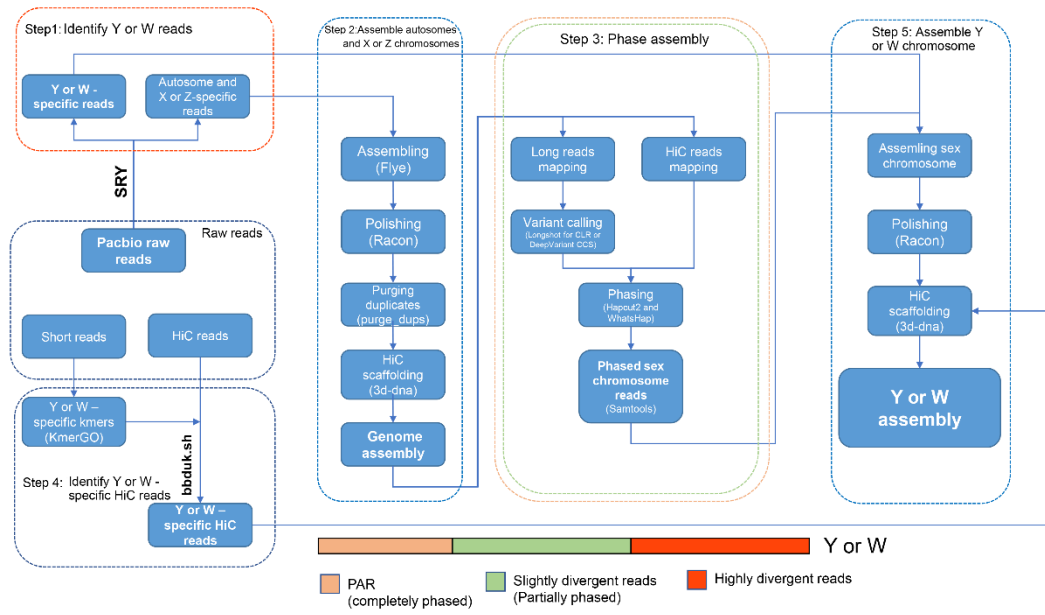 Step1: Identify Y or W reads
Y or W -
specific reads
Autosome and
X or Z-specific
reads
SRY
Raw reads
Pacbio raw
reads
Short reads
HiC reads
Y or W –
specific kmers
(KmerGO)
bbduk.sh
Step 4: Identify Y or W -
specific HiC reads
Y or W –
specific HiC
reads
Step 2: Assemble autosomes
and X or Z chromosomes
Assembling
(Flye)
Polishing
(Racon)
Purging
duplicates
(purge_dups)
HiC
scaffolding
(3d-dna)
Genome
assembly
Step 3: Phase assembly
Long reads
mapping
HiC reads
mapping
Variant calling
(Longshot for CLR or
DeepVariant CCS)
Phasing
(Hapcut2 and
WhatsHap)
Phased sex
chromosome
reads
(Samtools)
Step 5: Assemble Y
or W chromosome
Assemling sex
chromosome
Polishing
(Racon)
HiC
scaffolding
(3d-dna)
Y or W
assembly
Y or W
PAR
(completely phased)
Slightly divergent reads
(Partially phased)
Highly divergent reads